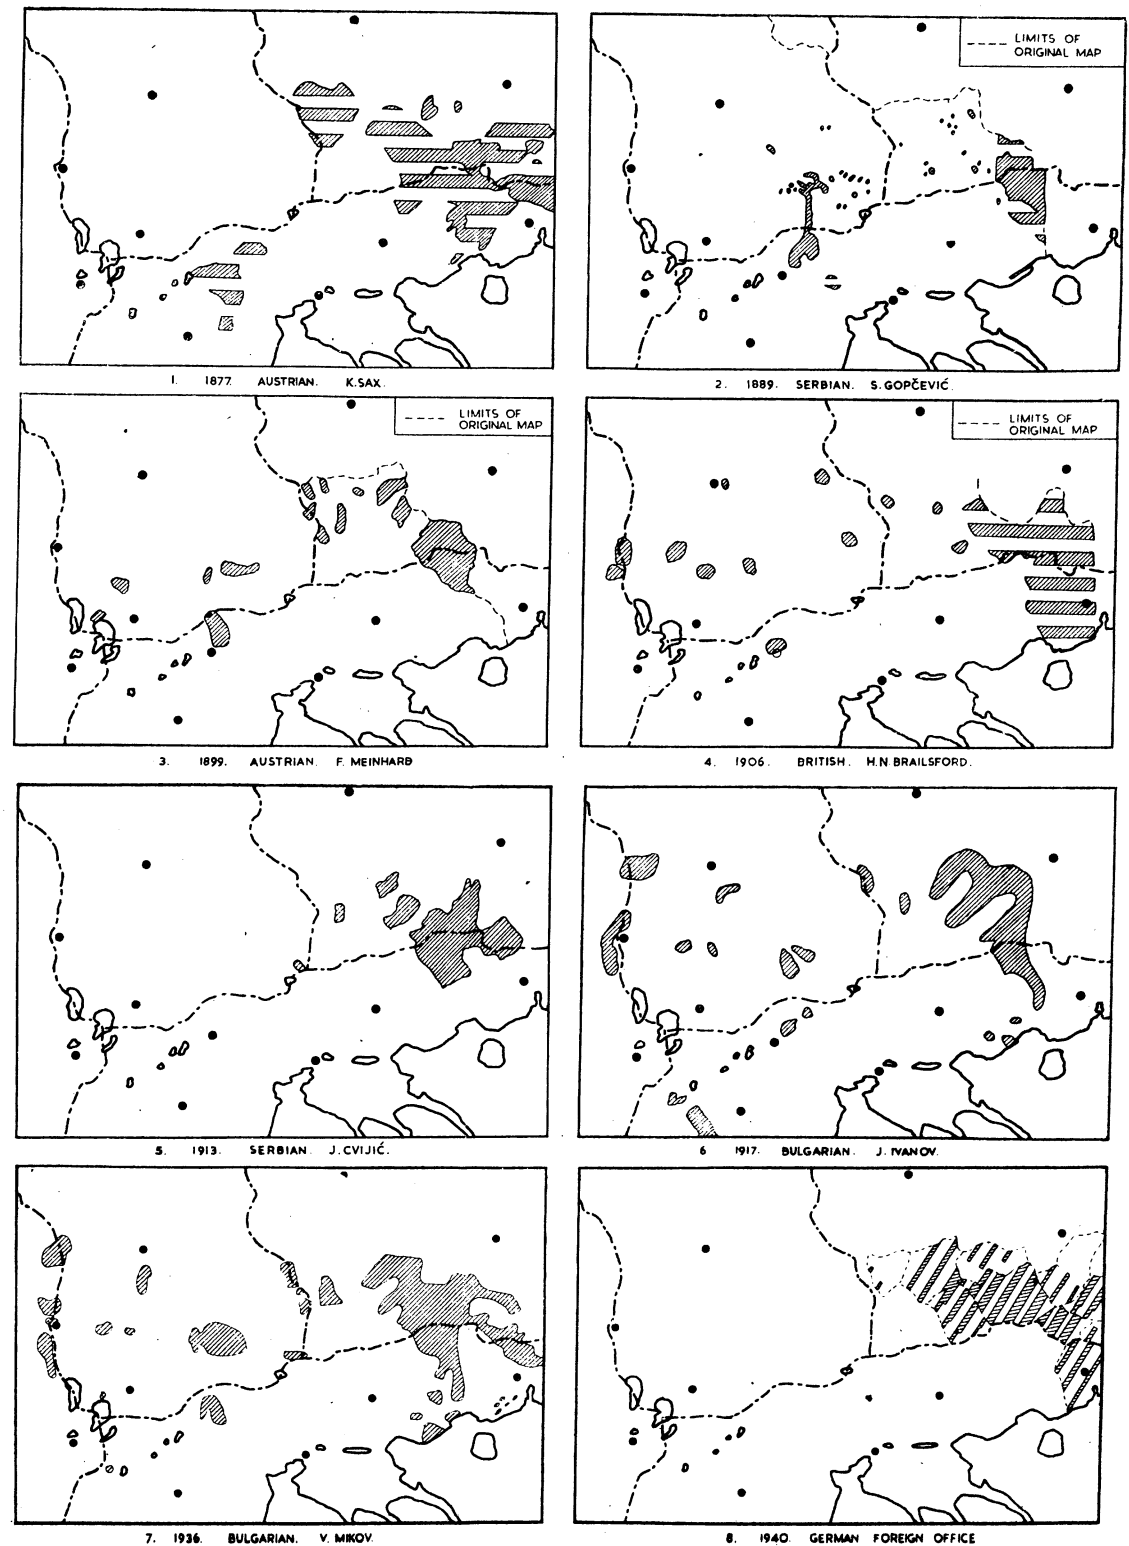 LIMITS OF
ORIGINAL MAP
1. 1877. AUSTRIAN. K. SAX.
2. 1889. SERBIAN. S. GOPČEVIĆ.
LIMITS OF
ORIGINAL MAP
LIMITS OF
ORIGINAL MAP
3. 1899. AUSTRIAN. F. MEINHARD
4. 1906. BRITISH. H.N. BRAILSFORD.
5. 1913. SERBIAN. J. CVIJIĆ.
6 1917. BULGARIAN. J. IVANOV.
7. 1936. BULGARIAN. V. MIKOV.
8. 1940. GERMAN FOREIGN OFFICE